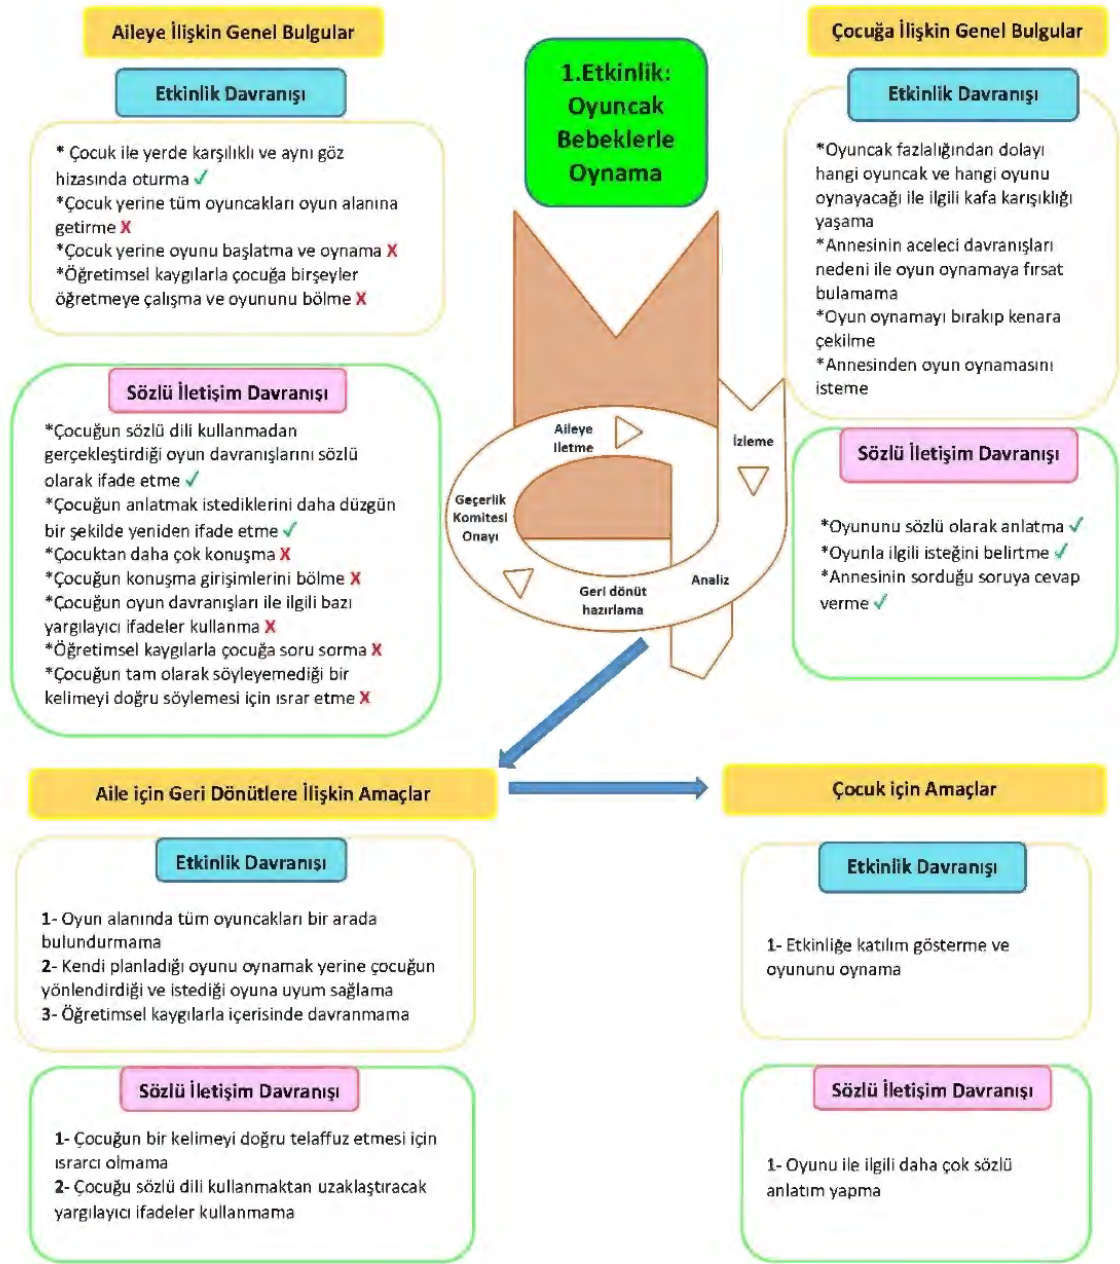 Aileye İlişkin Genel Bulgular
Etkinlik Davranışı
* Çocuk ile yerde karşılıklı ve aynı göz
hizasında oturma ✓
*Çocuk yerine tüm oyuncakları oyun alanına
getirme X
*Çocuk yerine oyunu başlatma ve oynama X
*Öğretimsel kaygılarla çocuğa birşeyler
öğretmeye çalışma ve oyununu bölme X
Sözlü İletişim Davranışı
*Çocuğun sözlü dili kullanmadan
gerçekleştirdiği oyun davranışlarını sözlü
olarak ifade etme ✓
*Çocuğun anlatmak istediklerini daha düzgün
bir şekilde yeniden ifade etme ✓
*Çocuktan daha çok konuşma X
*Çocuğun konuşma girişimlerini bölme X
*Çocuğun oyun davranışları ile ilgili bazı
yargılayıcı ifadeler kullanma X
*Öğretimsel kaygılarla çocuğa soru sorma X
*Çocuğun tam olarak söyleyemediği bir
kelimeyi doğru söylemesi için ısrar etme X
1.Etkinlik:
Oyuncak
Bebeklerle
Oynama
Aileye
İletme
İzleme
Geçerlik
Komitesi
Onayı
Analiz
Geri dönüt
hazırlama
Çocuğa İlişkin Genel Bulgular
Etkinlik Davranışı
*Oyuncak fazlalığından dolayı
hangi oyuncak ve hangi oyunu
oynayacağı ile ilgili kafa karışıklığı
yaşama
*Annesinin aceleci davranışları
nedeni ile oyun oynamaya fırsat
bulamama
*Oyun oynamayı bırakıp kenara
çekilme
*Annesinden oyun oynamasını
isteme
Sözlü İletişim Davranışı
*Oyununu sözlü olarak anlatma ✓
*Oyunla ilgili isteğini belirtme ✓
*Annesinin sorduğu soruya cevap
verme ✓
Aile için Geri Dönütlere İlişkin Amaçlar
Etkinlik Davranışı
1- Oyun alanında tüm oyuncakları bir arada
bulundurmama
2- Kendi planladığı oyunu oynamak yerine çocuğun
yönlendirdiği ve istediği oyuna uyum sağlama
3- Öğretimsel kaygılarla içerisinde davranmama
Sözlü İletişim Davranışı
1- Çocuğun bir kelimeyi doğru telaffuz etmesi için
ısrarcı olmama
2- Çocuğu sözlü dili kullanmaktan uzaklaştıracak
yargılayıcı ifadeler kullanmama
Çocuk için Amaçlar
Etkinlik Davranışı
1- Etkinliğe katılım gösterme ve
oyununu oynama
Sözlü İletişim Davranışı
1- Oyunu ile ilgili daha çok sözlü
anlatım yapma